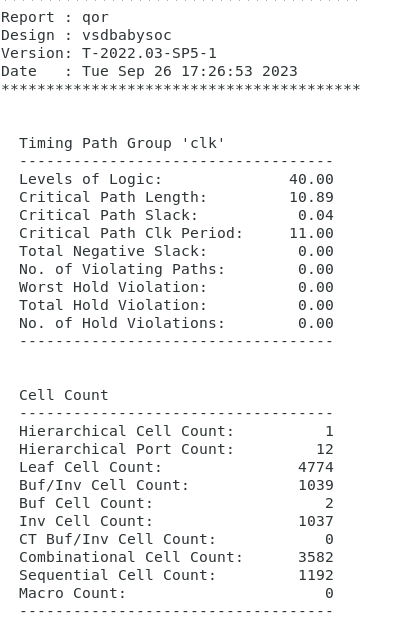 ****************************************
Report : qor
Design : vsdbabysoc
Version: T-2022.03-SP5-1
Date   : Tue Sep 26 17:26:53 2023
****************************************
Timing Path Group 'clk'
-----------------------------------
Levels of Logic:              40.00
Critical Path Length:         10.89
Critical Path Slack:           0.04
Critical Path Clk Period:     11.00
Total Negative Slack:          0.00
No. of Violating Paths:        0.00
Worst Hold Violation:          0.00
Total Hold Violation:          0.00
No. of Hold Violations:        0.00
-----------------------------------
Cell Count
-----------------------------------
Hierarchical Cell Count:          1
Hierarchical Port Count:         12
Leaf Cell Count:               4774
Buf/Inv Cell Count:            1039
Buf Cell Count:                   2
Inv Cell Count:                1037
CT Buf/Inv Cell Count:            0
Combinational Cell Count:      3582
Sequential Cell Count:         1192
Macro Count:                      0
-----------------------------------